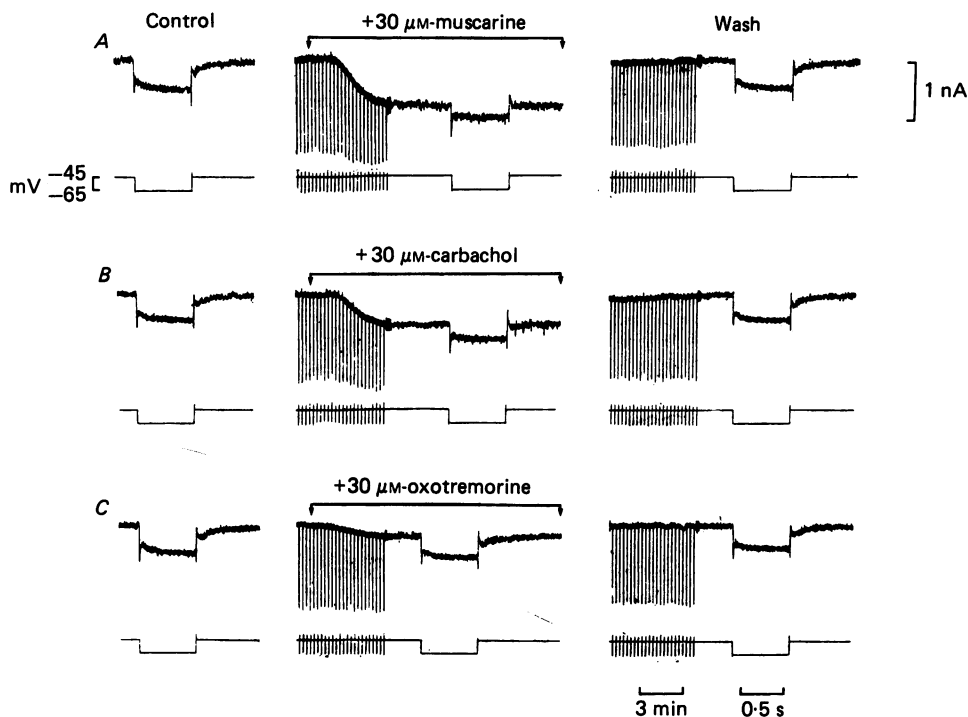 Control
+30 μM-muscarine
Wash
A
1 nA
mV
−45
−65
+30 μM-carbachol
B
+30 μM-oxotremorine
C
3 min
0·5 s